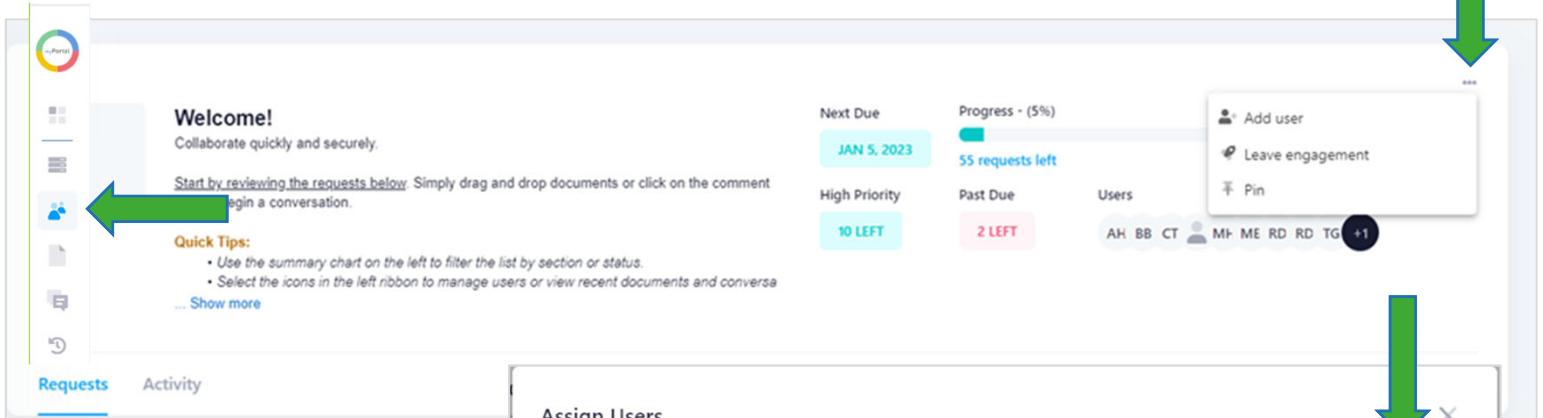 myPortal
Welcome!
Collaborate quickly and securely.
Start by reviewing the requests below. Simply drag and drop documents or click on the comment
egin a conversation.
Quick Tips:
• Use the summary chart on the left to filter the list by section or status.
• Select the icons in the left ribbon to manage users or view recent documents and conversa
... Show more
Next Due
JAN 5, 2023
Progress - (5%)
55 requests left
High Priority
10 LEFT
Past Due
2 LEFT
Users
AH BB CT MH ME RD RD TG +1
Add user
Leave engagement
Pin
Requests Activity
Assign Users